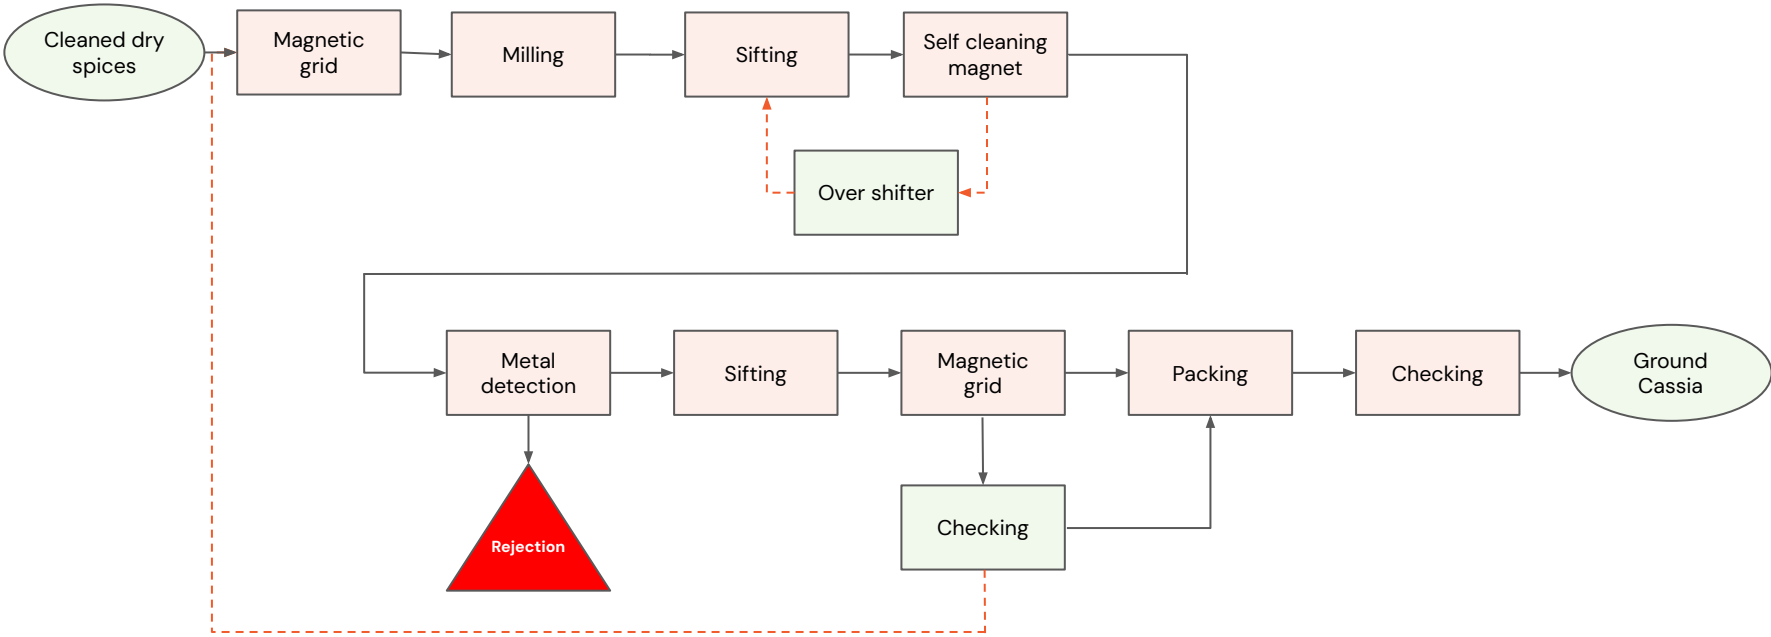 Cleaned dry
spices
Magnetic
grid
Milling
Sifting
Self cleaning
magnet
Over shifter
Metal
detection
Sifting
Magnetic
grid
Packing
Checking
Ground
Cassia
Rejection
Checking